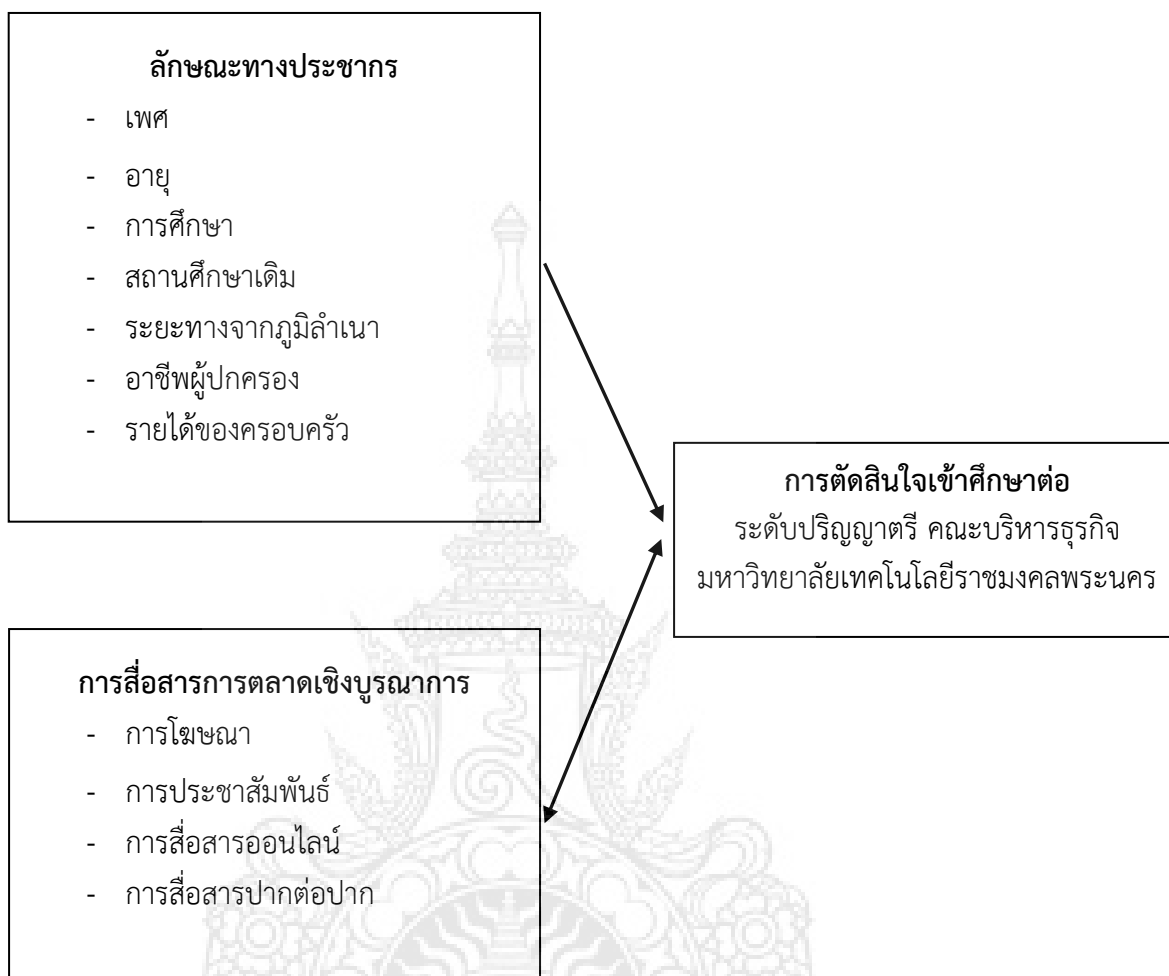 ลักษณะทางประชากร
- เพศ
- อายุ
- การศึกษา
- สถานศึกษาเดิม
- ระยะทางจากภูมิลำเนา
- อาชีพผู้ปกครอง
- รายได้ของครอบครัว
การตัดสินใจเข้าศึกษาต่อ
ระดับปริญญาตรี คณะบริหารธุรกิจ
มหาวิทยาลัยเทคโนโลยีราชมงคลพระนคร
การสื่อสารการตลาดเชิงบูรณาการ
- การโฆษณา
- การประชาสัมพันธ์
- การสื่อสารออนไลน์
- การสื่อสารปากต่อปาก